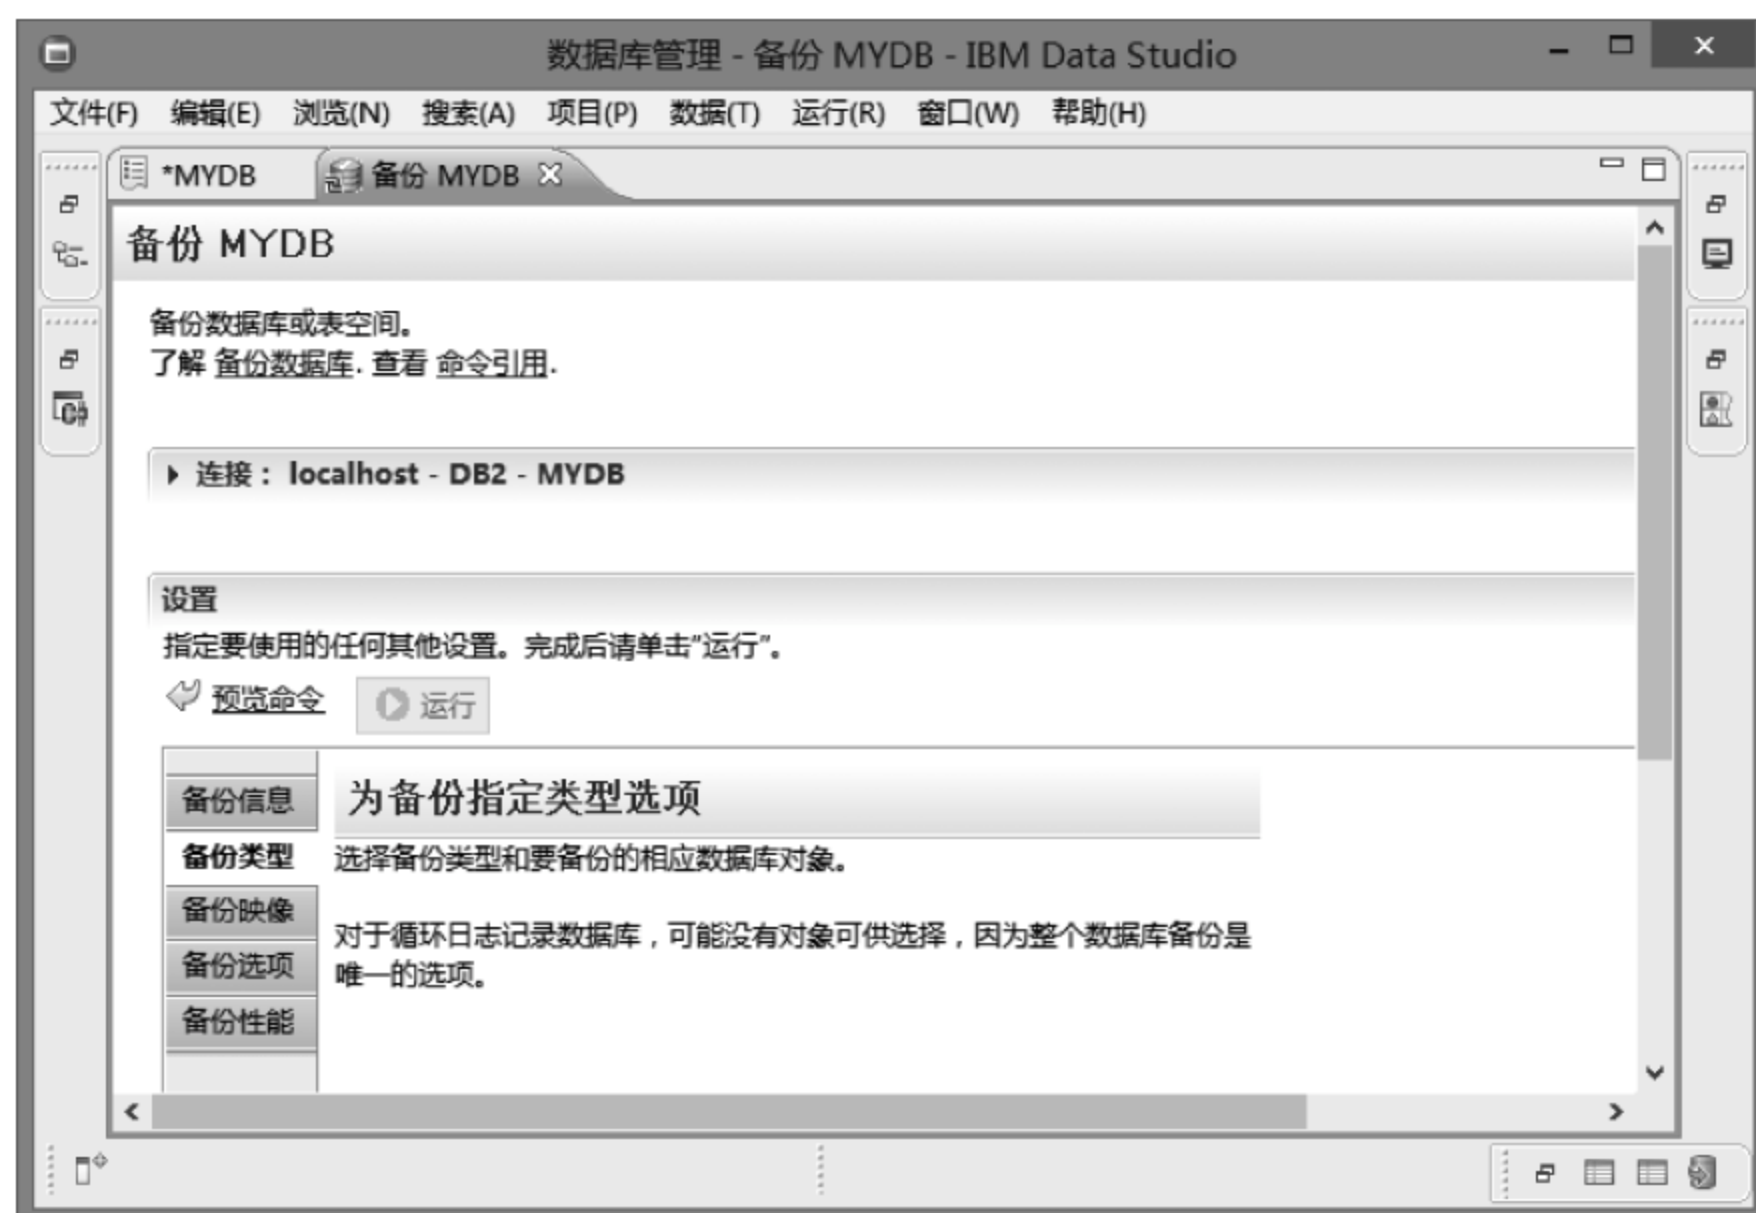 数据库管理 - 备份 MYDB - IBM Data Studio
文件(F) 编辑(E) 浏览(N) 搜索(A) 项目(P) 数据(T) 运行(R) 窗口(W) 帮助(H)
*MYDB 备份 MYDB
备份 MYDB
备份数据库或表空间。
了解 备份数据库. 查看 命令引用.
连接： localhost - DB2 - MYDB
设置
指定要使用的任何其他设置。完成后请单击“运行”。
预览命令 运行
备份信息
备份类型
备份映像
备份选项
备份性能
为备份指定类型选项
选择备份类型和要备份的相应数据库对象。
对于循环日志记录数据库，可能没有对象可供选择，因为整个数据库备份是
唯一的选项。